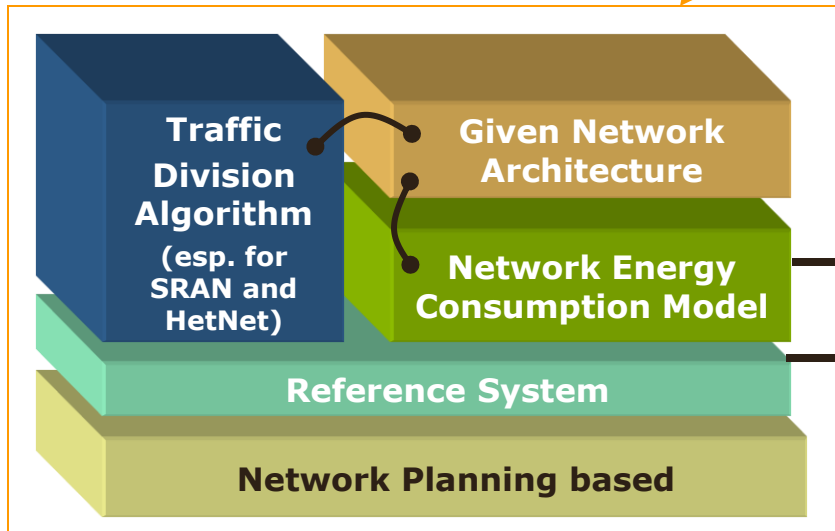 Traffic
Division
Algorithm
(esp. for
SRAN and
HetNet)
Given Network
Architecture
Network Energy
Consumption Model
Reference System
Network Planning based